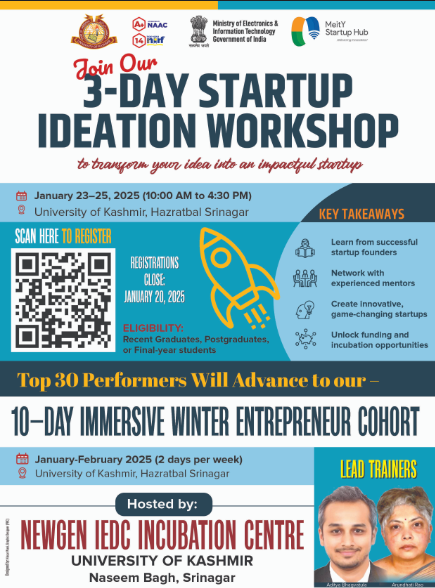 A+ NAAC
14 nirf
Ministry of Electronics &
Information Technology
Government of India
MeitY
Startup Hub
Join Our
3-DAY STARTUP
IDEATION WORKSHOP
to transform your idea into an impactful startup
January 23–25, 2025 (10:00 AM to 4:30 PM)
University of Kashmir, Hazratbal Srinagar
KEY TAKEAWAYS
SCAN HERE TO REGISTER
REGISTRATIONS
CLOSE:
JANUARY 20, 2025
ELIGIBILITY:
Recent Graduates, Postgraduates,
or Final-year students
Learn from successful
startup founders
Network with
experienced mentors
Create innovative,
game-changing startups
Unlock funding and
incubation opportunities
Top 30 Performers Will Advance to our –
10–DAY IMMERSIVE WINTER ENTREPRENEUR COHORT
January-February 2025 (2 days per week)
University of Kashmir, Hazratbal Srinagar
LEAD TRAINERS
Hosted by:
NEWGEN IEDC INCUBATION CENTRE
UNIVERSITY OF KASHMIR
Naseem Bagh, Srinagar
Arundhati Rao